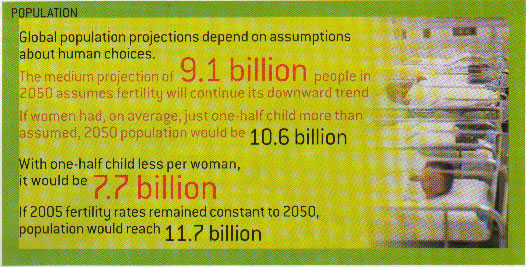 POPULATION
Global population projections depend on assumptions
about human choices.
The medium projection of 9.1 billion people in
2050 assumes fertility will continue its downward trend
If women had, on average, just one-half child more than
assumed, 2050 population would be 10.6 billion
With one-half child less per woman,
it would be 7.7 billion
If 2005 fertility rates remained constant to 2050,
population would reach 11.7 billion